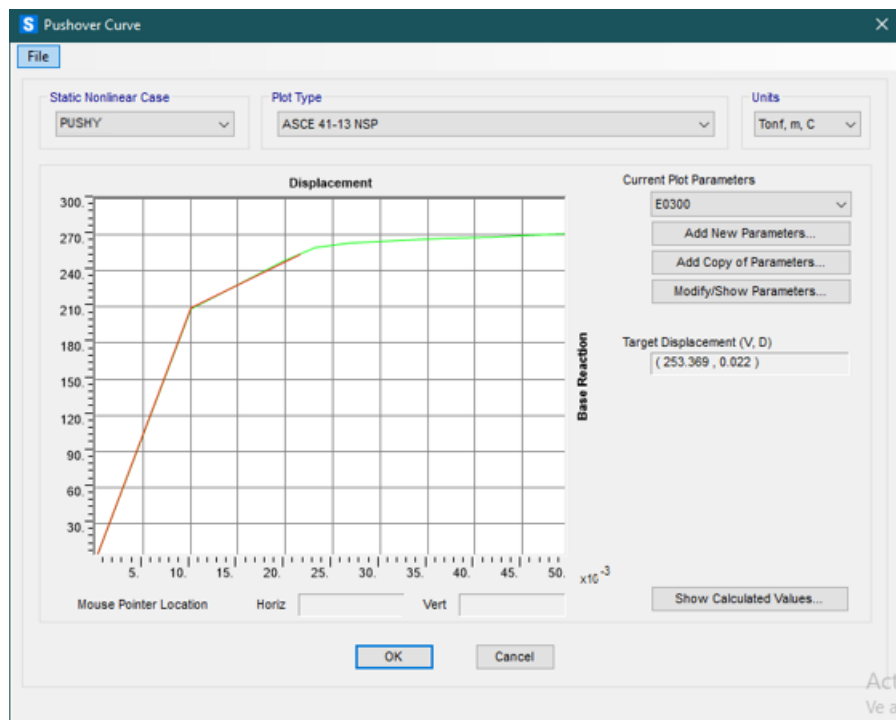 S Pushover Curve
File
Static Nonlinear Case
PUSHY
Plot Type
ASCE 41-13 NSP
Units
Tonf, m, C
Displacement
300.
270.
240.
210.
180.
150.
120.
90.
60.
30.
5. 10. 15. 20. 25. 30. 35. 40. 45. 50.
x10 -3
Base Reaction
Mouse Pointer Location Horiz Vert
Current Plot Parameters
E0300
Add New Parameters...
Add Copy of Parameters...
Modify/Show Parameters...
Target Displacement (V, D)
( 253.369 , 0.022 )
Show Calculated Values...
OK Cancel
Act
Ve a